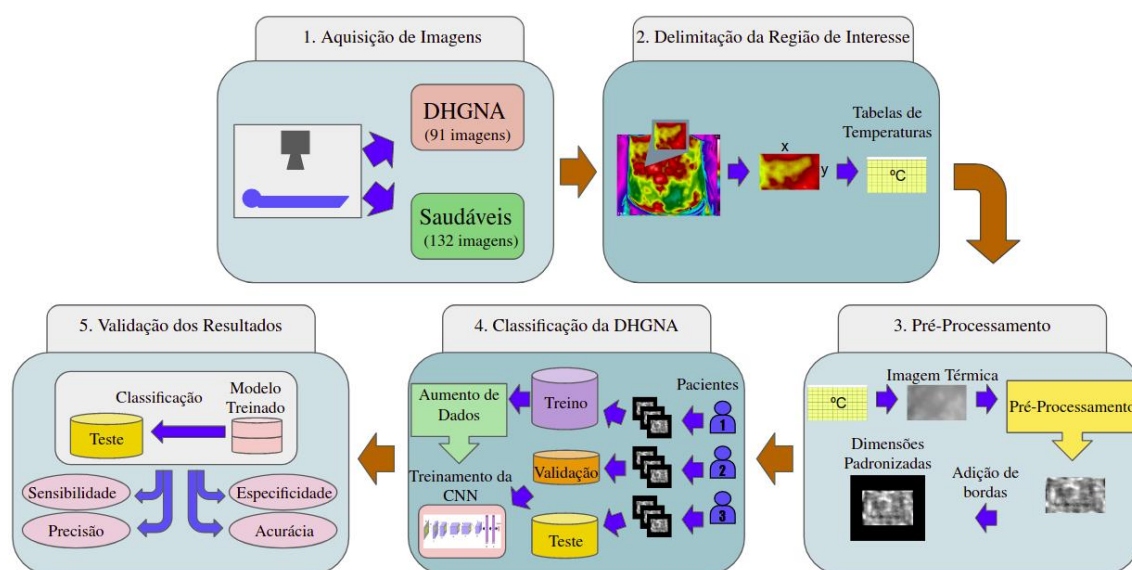 1. Aquisição de Imagens
DHGNA
(91 imagens)
Saudáveis
(132 imagens)
2. Delimitação da Região de Interesse
x
y
Tabelas de
Temperaturas
ºC
3. Pré-Processamento
ºC
Imagem Térmica
Pré-Processamento
Adição de
bordas
Dimensões
Padronizadas
4. Classificação da DHGNA
Pacientes
1
2
3
Treino
Validação
Teste
Aumento de
Dados
Treinamento da
CNN
5. Validação dos Resultados
Classificação
Modelo
Treinado
Teste
Sensibilidade
Especificidade
Precisão
Acurácia